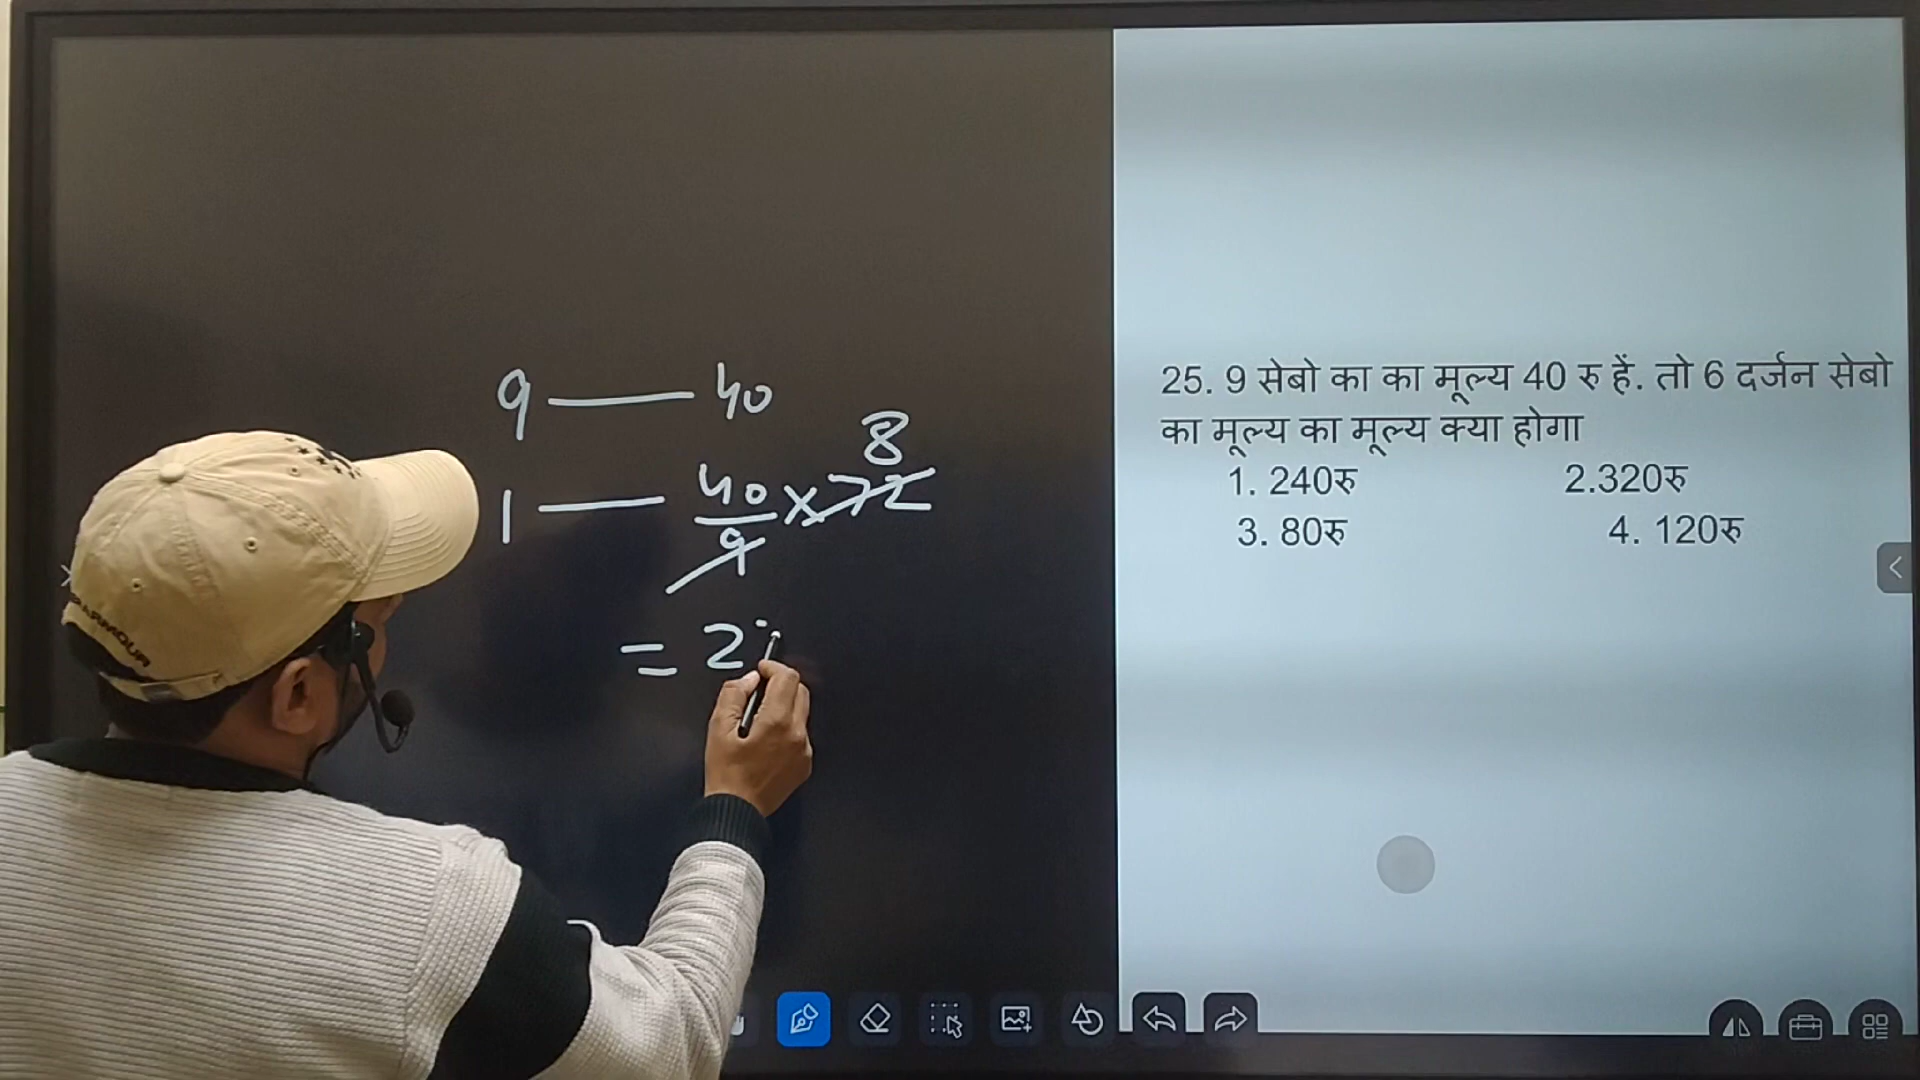 9 — 40
8
1 — 40/9 × 72
= 2
25. 9 सेबो का का मूल्य 40 रु हें. तो 6 दर्जन सेबो
का मूल्य का मूल्य क्या होगा
1. 240रु 2.320रु
3. 80रु 4. 120रु